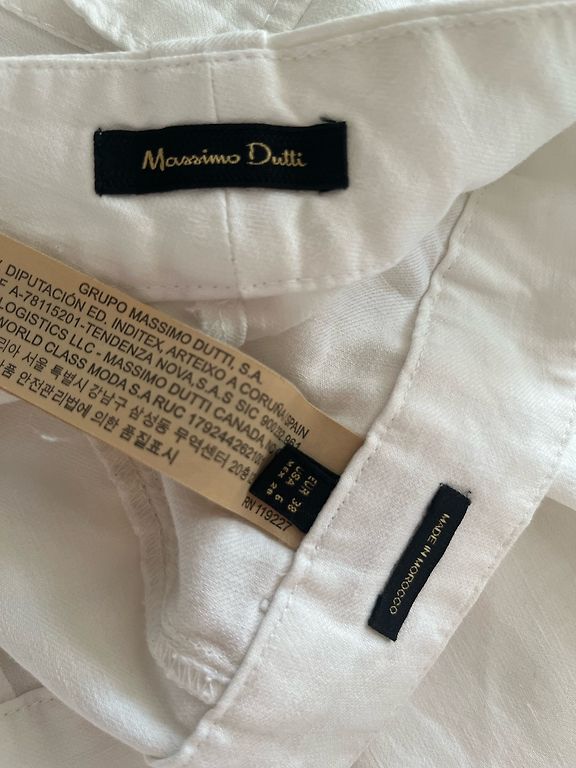 Massimo Dutti
GRUPO MASSIMO DUTTI, S.A.
DIPUTACIÓN ED. INDITEX, ARTEIXO A CORUÑA SPAIN
A-78115201-TENDENZA NOVA,S.A.S SIC
LOGISTICS LLC - MASSIMO DUTTI CANADA,
WORLD CLASS MODA S.A RUC
서울 특별시 강남구 삼성동 무역센터
안전관리법에 의한 품질표시
RN119227
EUR 38
USA 6
MEX 28
MADE IN MOROCCO